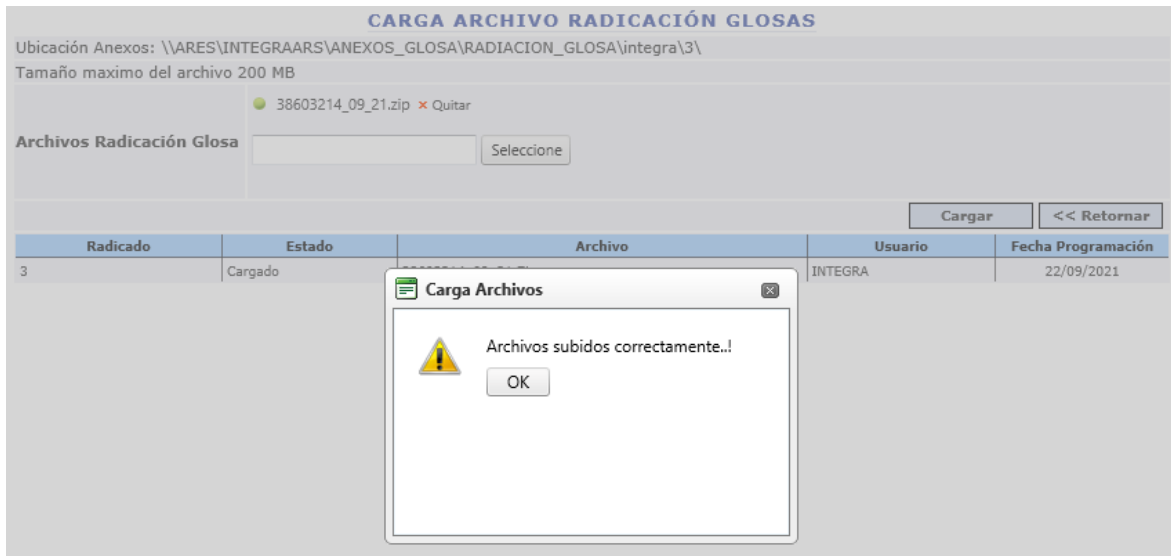 CARGA ARCHIVO RADICACIÓN GLOSAS
Ubicación Anexos: \\ARES\INTEGRAARS\ANEXOS_GLOSA\RADIACION_GLOSA\integra\3\
Tamaño maximo del archivo 200 MB
38603214_09_21.zip × Quitar
Archivos Radicación Glosa
Seleccione
Cargar << Retornar
Radicado Estado Archivo Usuario Fecha Programación
3 Cargado INTEGRA 22/09/2021
Carga Archivos
Archivos subidos correctamente..!
OK